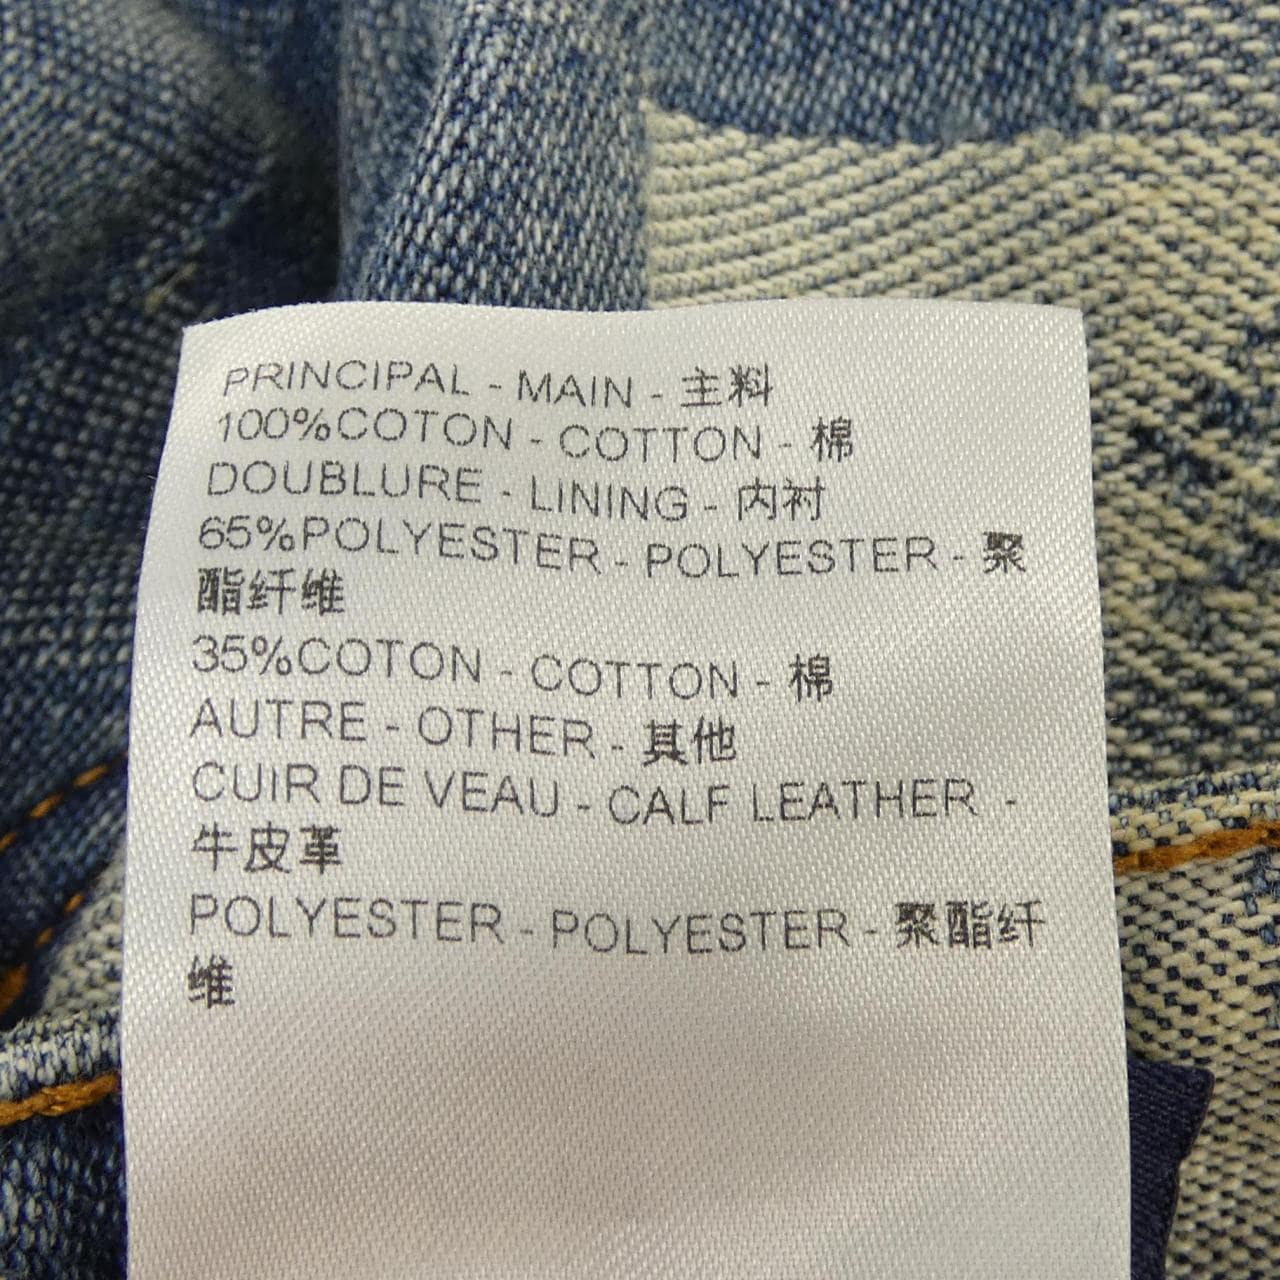 PRINCIPAL - MAIN - 主料
100%COTON - COTTON - 棉
DOUBLURE - LINING - 内衬
65%POLYESTER - POLYESTER - 聚
酯纤维
35%COTON - COTTON - 棉
AUTRE - OTHER - 其他
CUIR DE VEAU - CALF LEATHER -
牛皮革
POLYESTER - POLYESTER - 聚酯纤
维